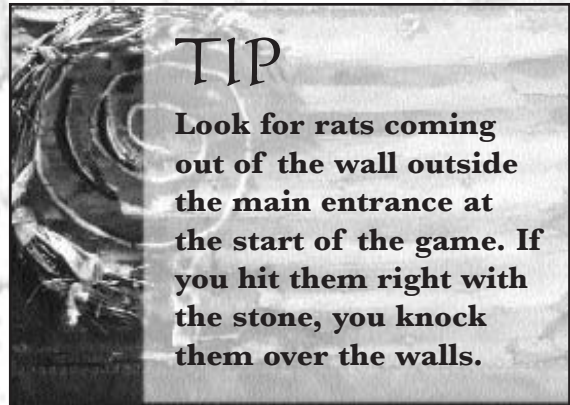 TIP
Look for rats coming
out of the wall outside
the main entrance at
the start of the game. If
you hit them right with
the stone, you knock
them over the walls.